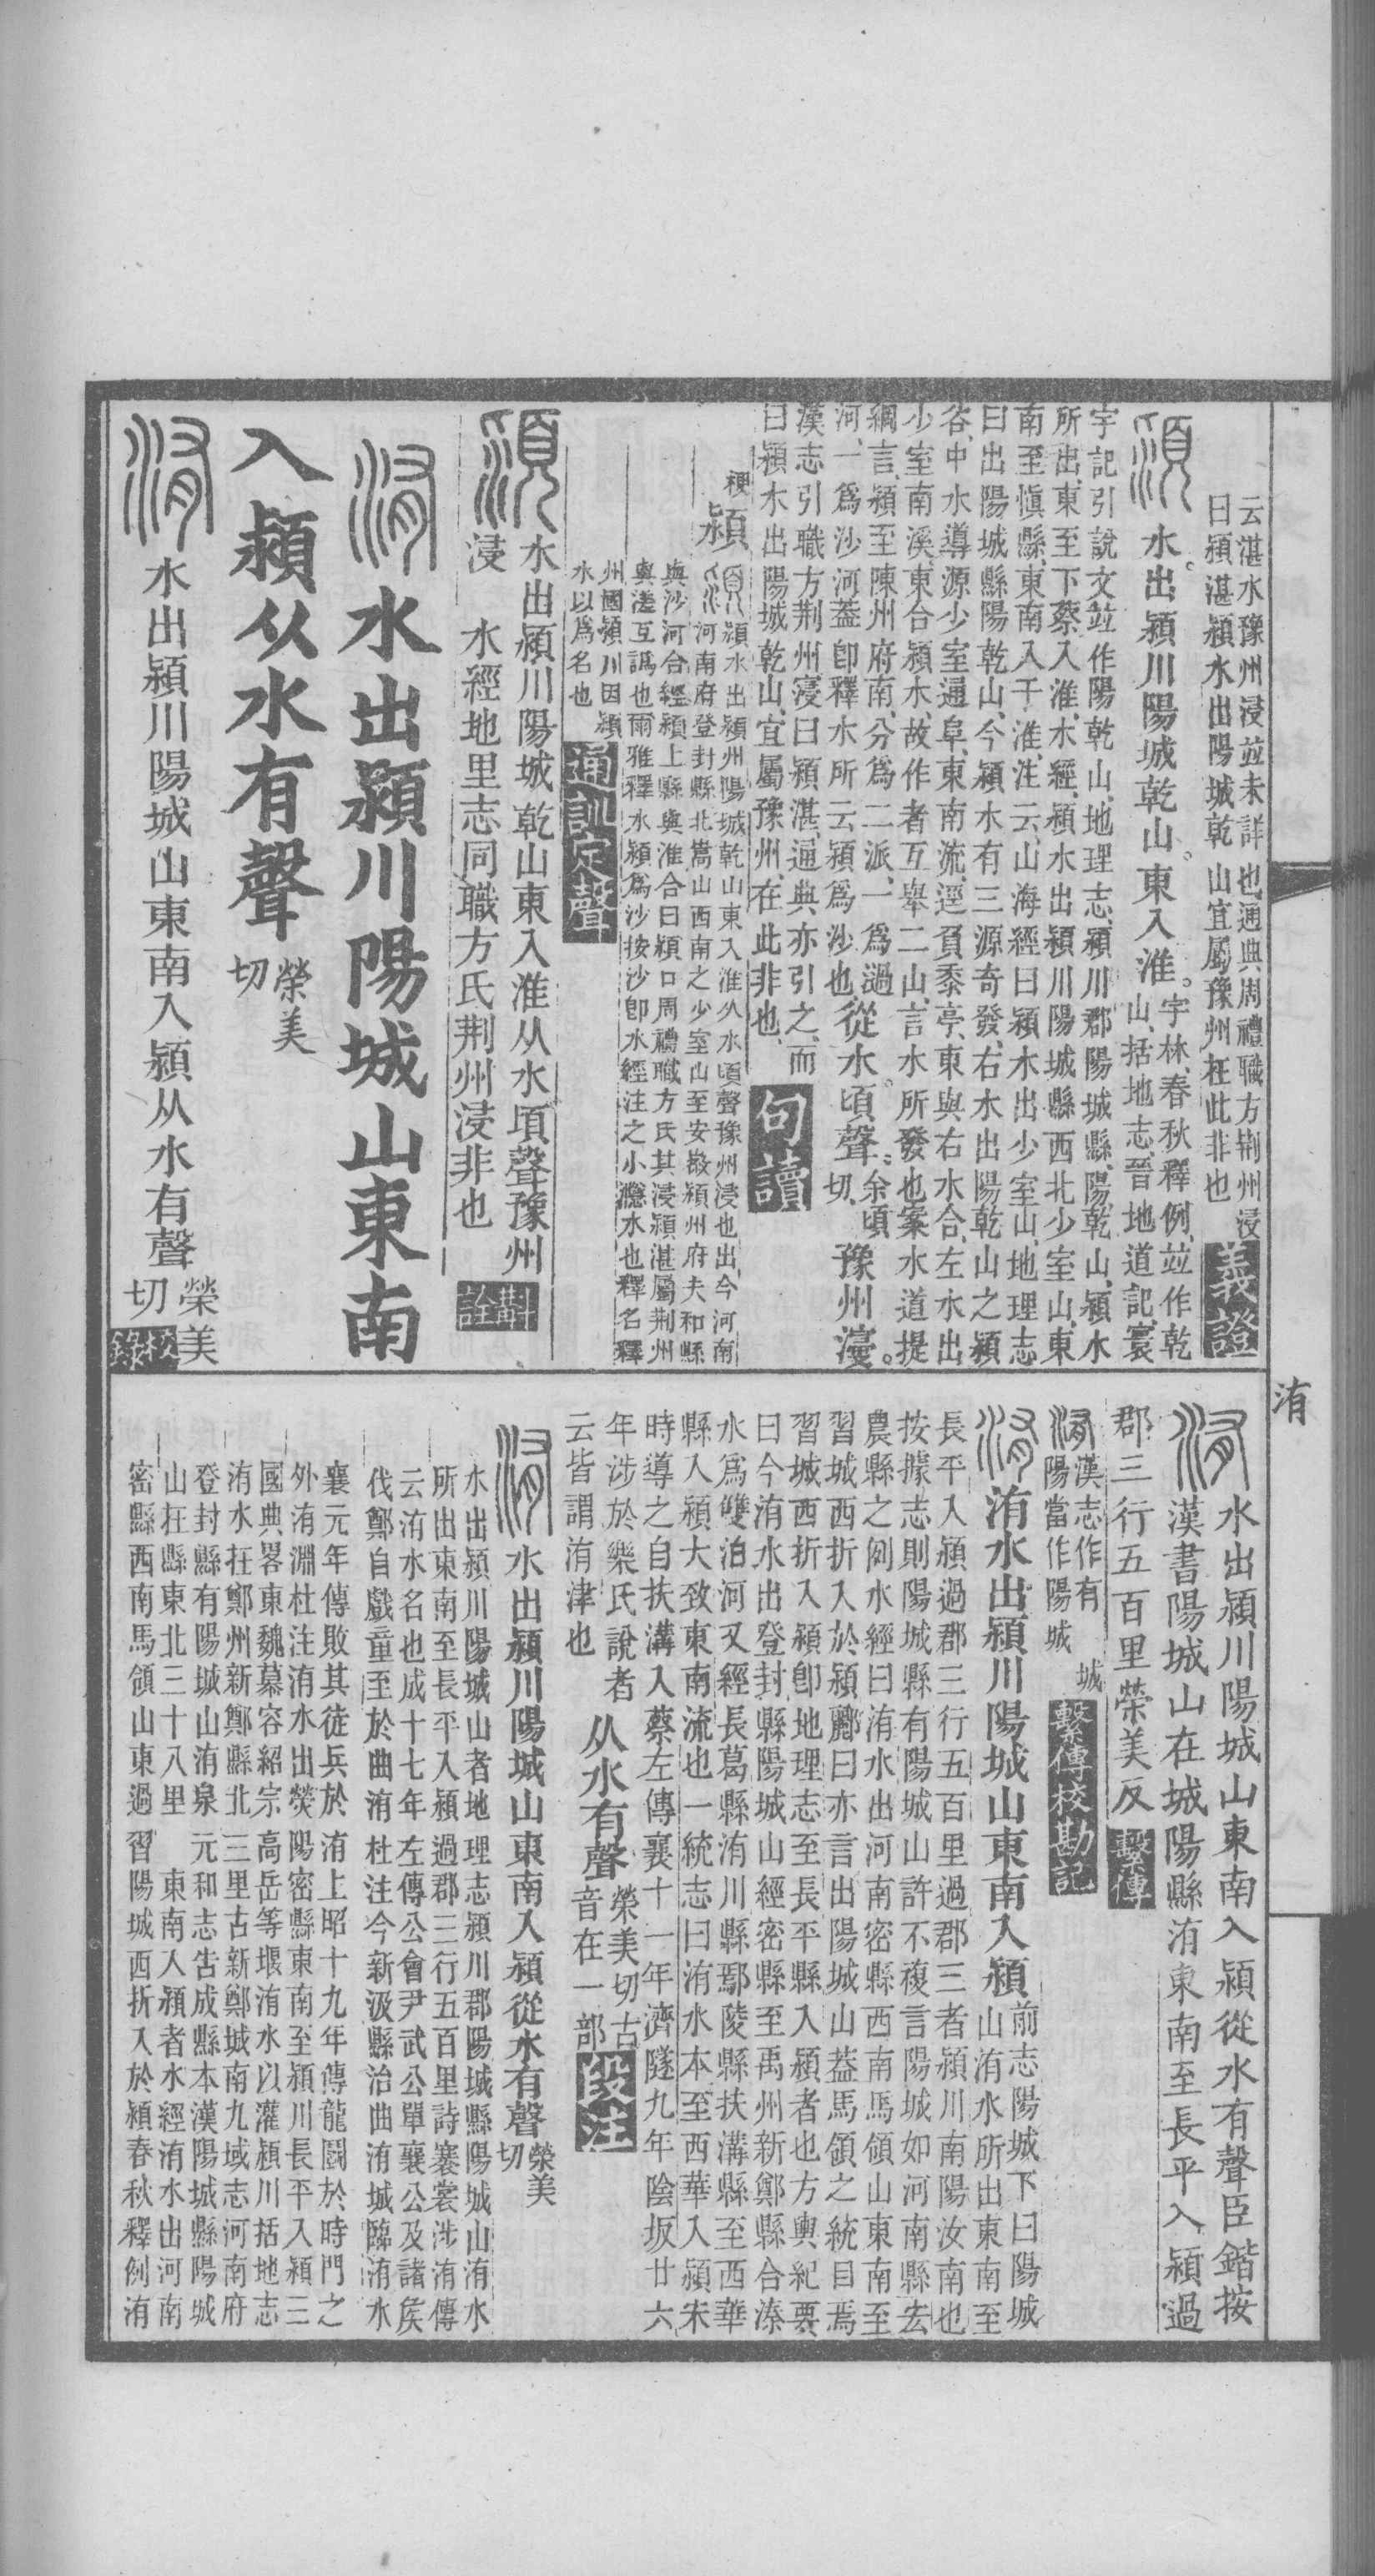 云湛水豫州浸並未詳也通典周禮職方荆州浸
曰潁湛潁水出陽城乾山宜屬豫州在此非也
義證
水出潁川陽城乾山東入淮
宇林春秋釋例並作乾
山括地志晉地道記寰
宇記引說文並作陽乾山地理志潁川郡陽城縣陽乾山潁水
所出東至下蔡入淮水經潁水出潁川陽城縣西北少室山東
南至慎縣東南入于淮注云山海經曰潁水出少室山地理志
曰出陽城縣陽乾山今潁水有三源奇發右水出陽乾山之潁
谷中水導源少室通阜東南流逕負黍亭東與右水合左水出
少室南溪東合潁水故作者互舉二山言水所發也案水道提
綱言潁至陳州府南分爲二派一爲過
河一爲沙河蓋卽釋水所云潁爲沙也
從水頃聲
余頃
切
豫州濅
漢志引職方荆州濅曰潁湛通典亦引之而
曰潁水出陽城乾山宜屬豫州在此非也
句讀
梗
潁
潁水出潁州陽城乾山東入淮从水頃聲豫州浸也出今河南
河南府登封縣北嵩山西南之少室山至安徽潁州府夫和縣
與沙河合經潁上縣與淮合曰潁口周禮職方氏其浸潁湛屬荆州
與溠互譌也爾雅釋水潁爲沙按沙卽水經注之小㶏水也釋名釋
州國潁川因潁
水以爲名也
通訓定聲
水出潁川陽城乾山東入淮从水頃聲豫州
浸 水經地里志同職方氏荆州浸非也
斠詮
水出潁川陽城山東南
入潁从水有聲
榮美
切
水出潁川陽城山東南入潁从水有聲
榮美
切
校錄
洧
水出潁川陽城山東南入潁從水有聲臣鍇按
漢書陽城山在城陽縣洧東南至長平入潁過
郡三行五百里榮美反
繫傳
漢志作有 城
陽當作陽城
繫傳校勘記
洧水出潁川陽城山東南入潁
前志陽城下曰陽城
山洧水所出東南至
長平入潁過郡三行五百里過郡三者潁川南陽汝南也
按據志則陽城縣有陽城山許不複言陽城如河南縣玄
農縣之例水經曰洧水出河南密縣西南馬領山東南至
習城西折入於潁酈曰亦言出陽城山蓋馬領之統目焉
習城西折入潁卽地理志至長平縣入潁者也方輿紀要
曰今洧水出登封縣陽城山經密縣至禹州新鄭縣合溱
水爲雙泊河又經長葛縣洧川縣鄢陵縣扶溝縣至西華
縣入潁大致東南流也一統志曰洧水本至西華入潁宋
時導之自扶溝入蔡左傳襄十一年濟隧九年陰坂廿六
年涉於樂氏說者
云皆謂洧津也
从水有聲
榮美切古
音在一部
段注
水出潁川陽城山東南入潁從水有聲
榮美
切
水出潁川陽城山者地理志潁川郡陽城縣陽城山洧水
所出東南至長平入潁過郡三行五百里詩褰裳涉洧傳
云洧水名也成十七年左傳公會尹武公單襄公及諸矦
伐鄭自戲童至於曲洧杜注今新汲縣治曲洧城臨洧水
襄元年傳敗其徒兵於洧上昭十九年傳龍鬭於時門之
外洧淵杜注洧水出熒陽密縣東南至潁川長平入潁三
國典畧東魏慕容紹宗高岳等堰洧水以灌潁川括地志
洧水在鄭州新鄭縣北三里古新鄭城南九域志河南府
登封縣有陽城山洧泉元和志告成縣本漢陽城縣陽城
山在縣東北三十八里東南入潁者水經洧水出河南
密縣西南馬領山東過習陽城西折入於潁春秋釋例洧